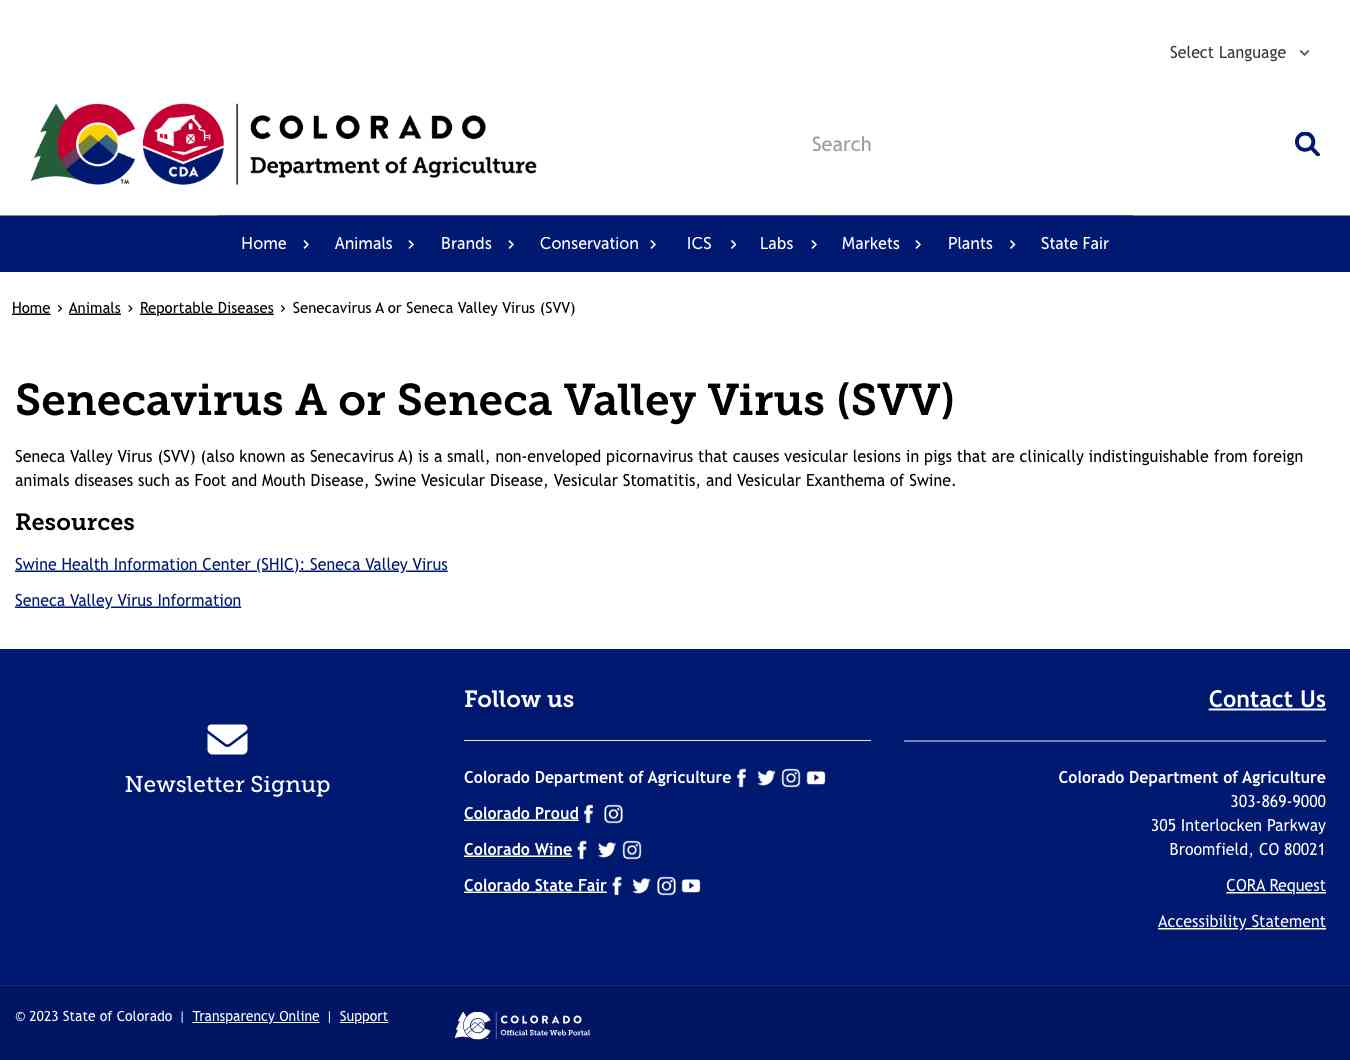 Select Language
CDA
TM
COLORADO
Department of Agriculture
Search
Home
Animals
Brands
Conservation
ICS
Labs
Markets
Plants
State Fair
Home › Animals › Reportable Diseases › Senecavirus A or Seneca Valley Virus (SVV)
Senecavirus A or Seneca Valley Virus (SVV)
Seneca Valley Virus (SVV) (also known as Senecavirus A) is a small, non-enveloped picornavirus that causes vesicular lesions in pigs that are clinically indistinguishable from foreign
animals diseases such as Foot and Mouth Disease, Swine Vesicular Disease, Vesicular Stomatitis, and Vesicular Exanthema of Swine.
Resources
Swine Health Information Center (SHIC): Seneca Valley Virus
Seneca Valley Virus Information
Newsletter Signup
Follow us
Colorado Department of Agriculture
Colorado Proud
Colorado Wine
Colorado State Fair
Contact Us
Colorado Department of Agriculture
303-869-9000
305 Interlocken Parkway
Broomfield, CO 80021
CORA Request
Accessibility Statement
© 2023 State of Colorado | Transparency Online | Support
COLORADO
Official State Web Portal